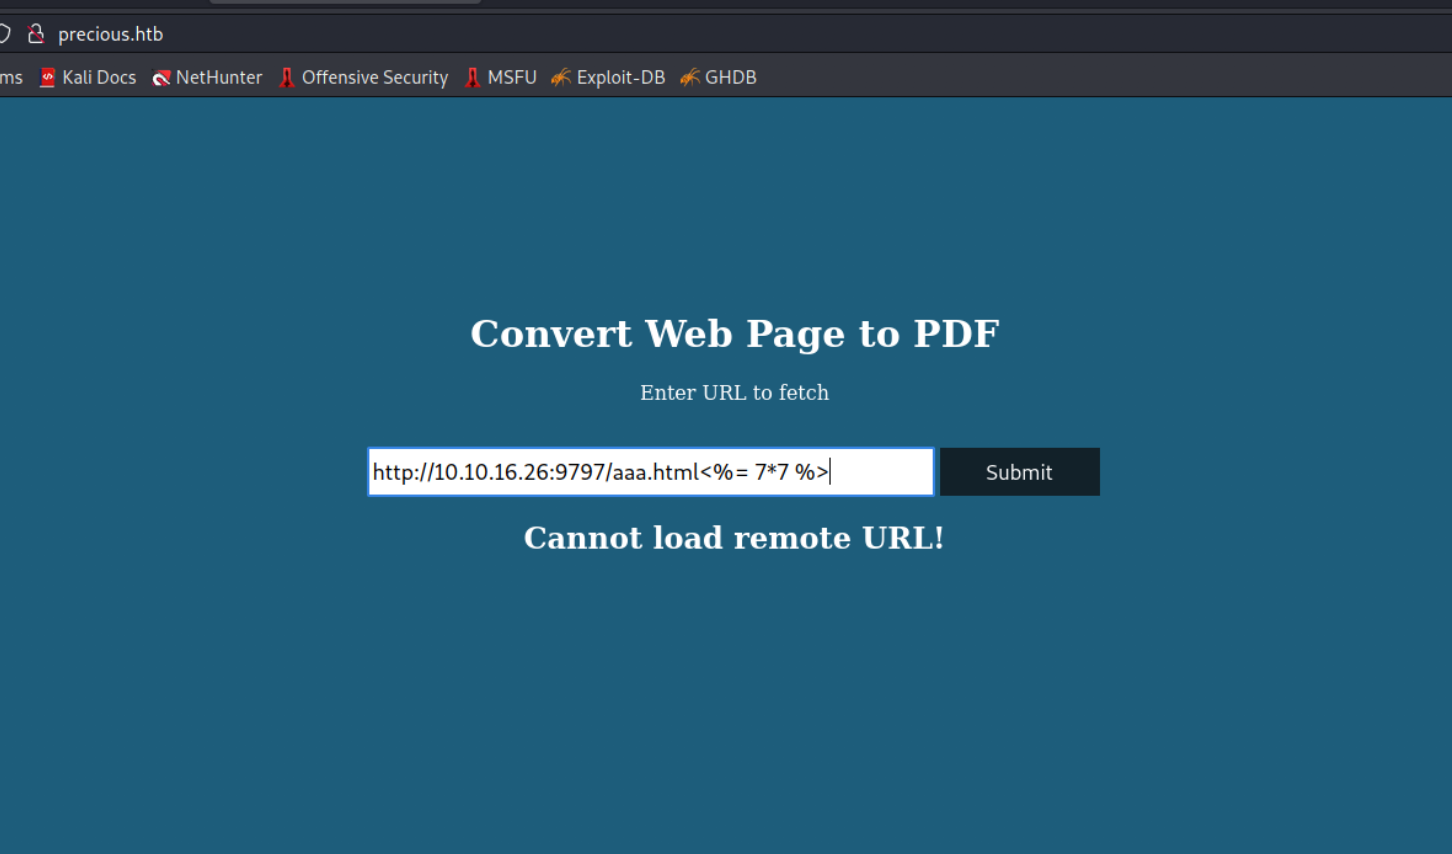 precious.htb
ms Kali Docs NetHunter Offensive Security MSFU Exploit-DB GHDB
Convert Web Page to PDF
Enter URL to fetch
http://10.10.16.26:9797/aaa.html<%= 7*7 %> Submit
Cannot load remote URL!